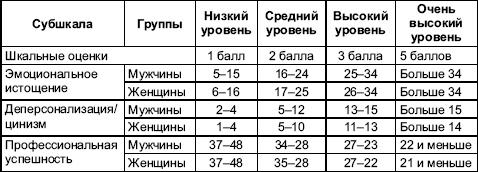 Субшкала Группы Низкий уровень Средний уровень Высокий уровень Очень высокий уровень
Шкальные оценки 1 балл 2 балла 3 балла 5 баллов
Эмоциональное истощение Мужчины 5–15 16–24 25–34 Больше 34
Женщины 6–16 17–25 26–34 Больше 34
Деперсонализация/цинизм Мужчины 2–4 5–12 13–15 Больше 15
Женщины 1–4 5–10 11–13 Больше 14
Профессиональная успешность Мужчины 37–48 34–28 27–23 22 и меньше
Женщины 37–48 35–28 27–22 21 и меньше